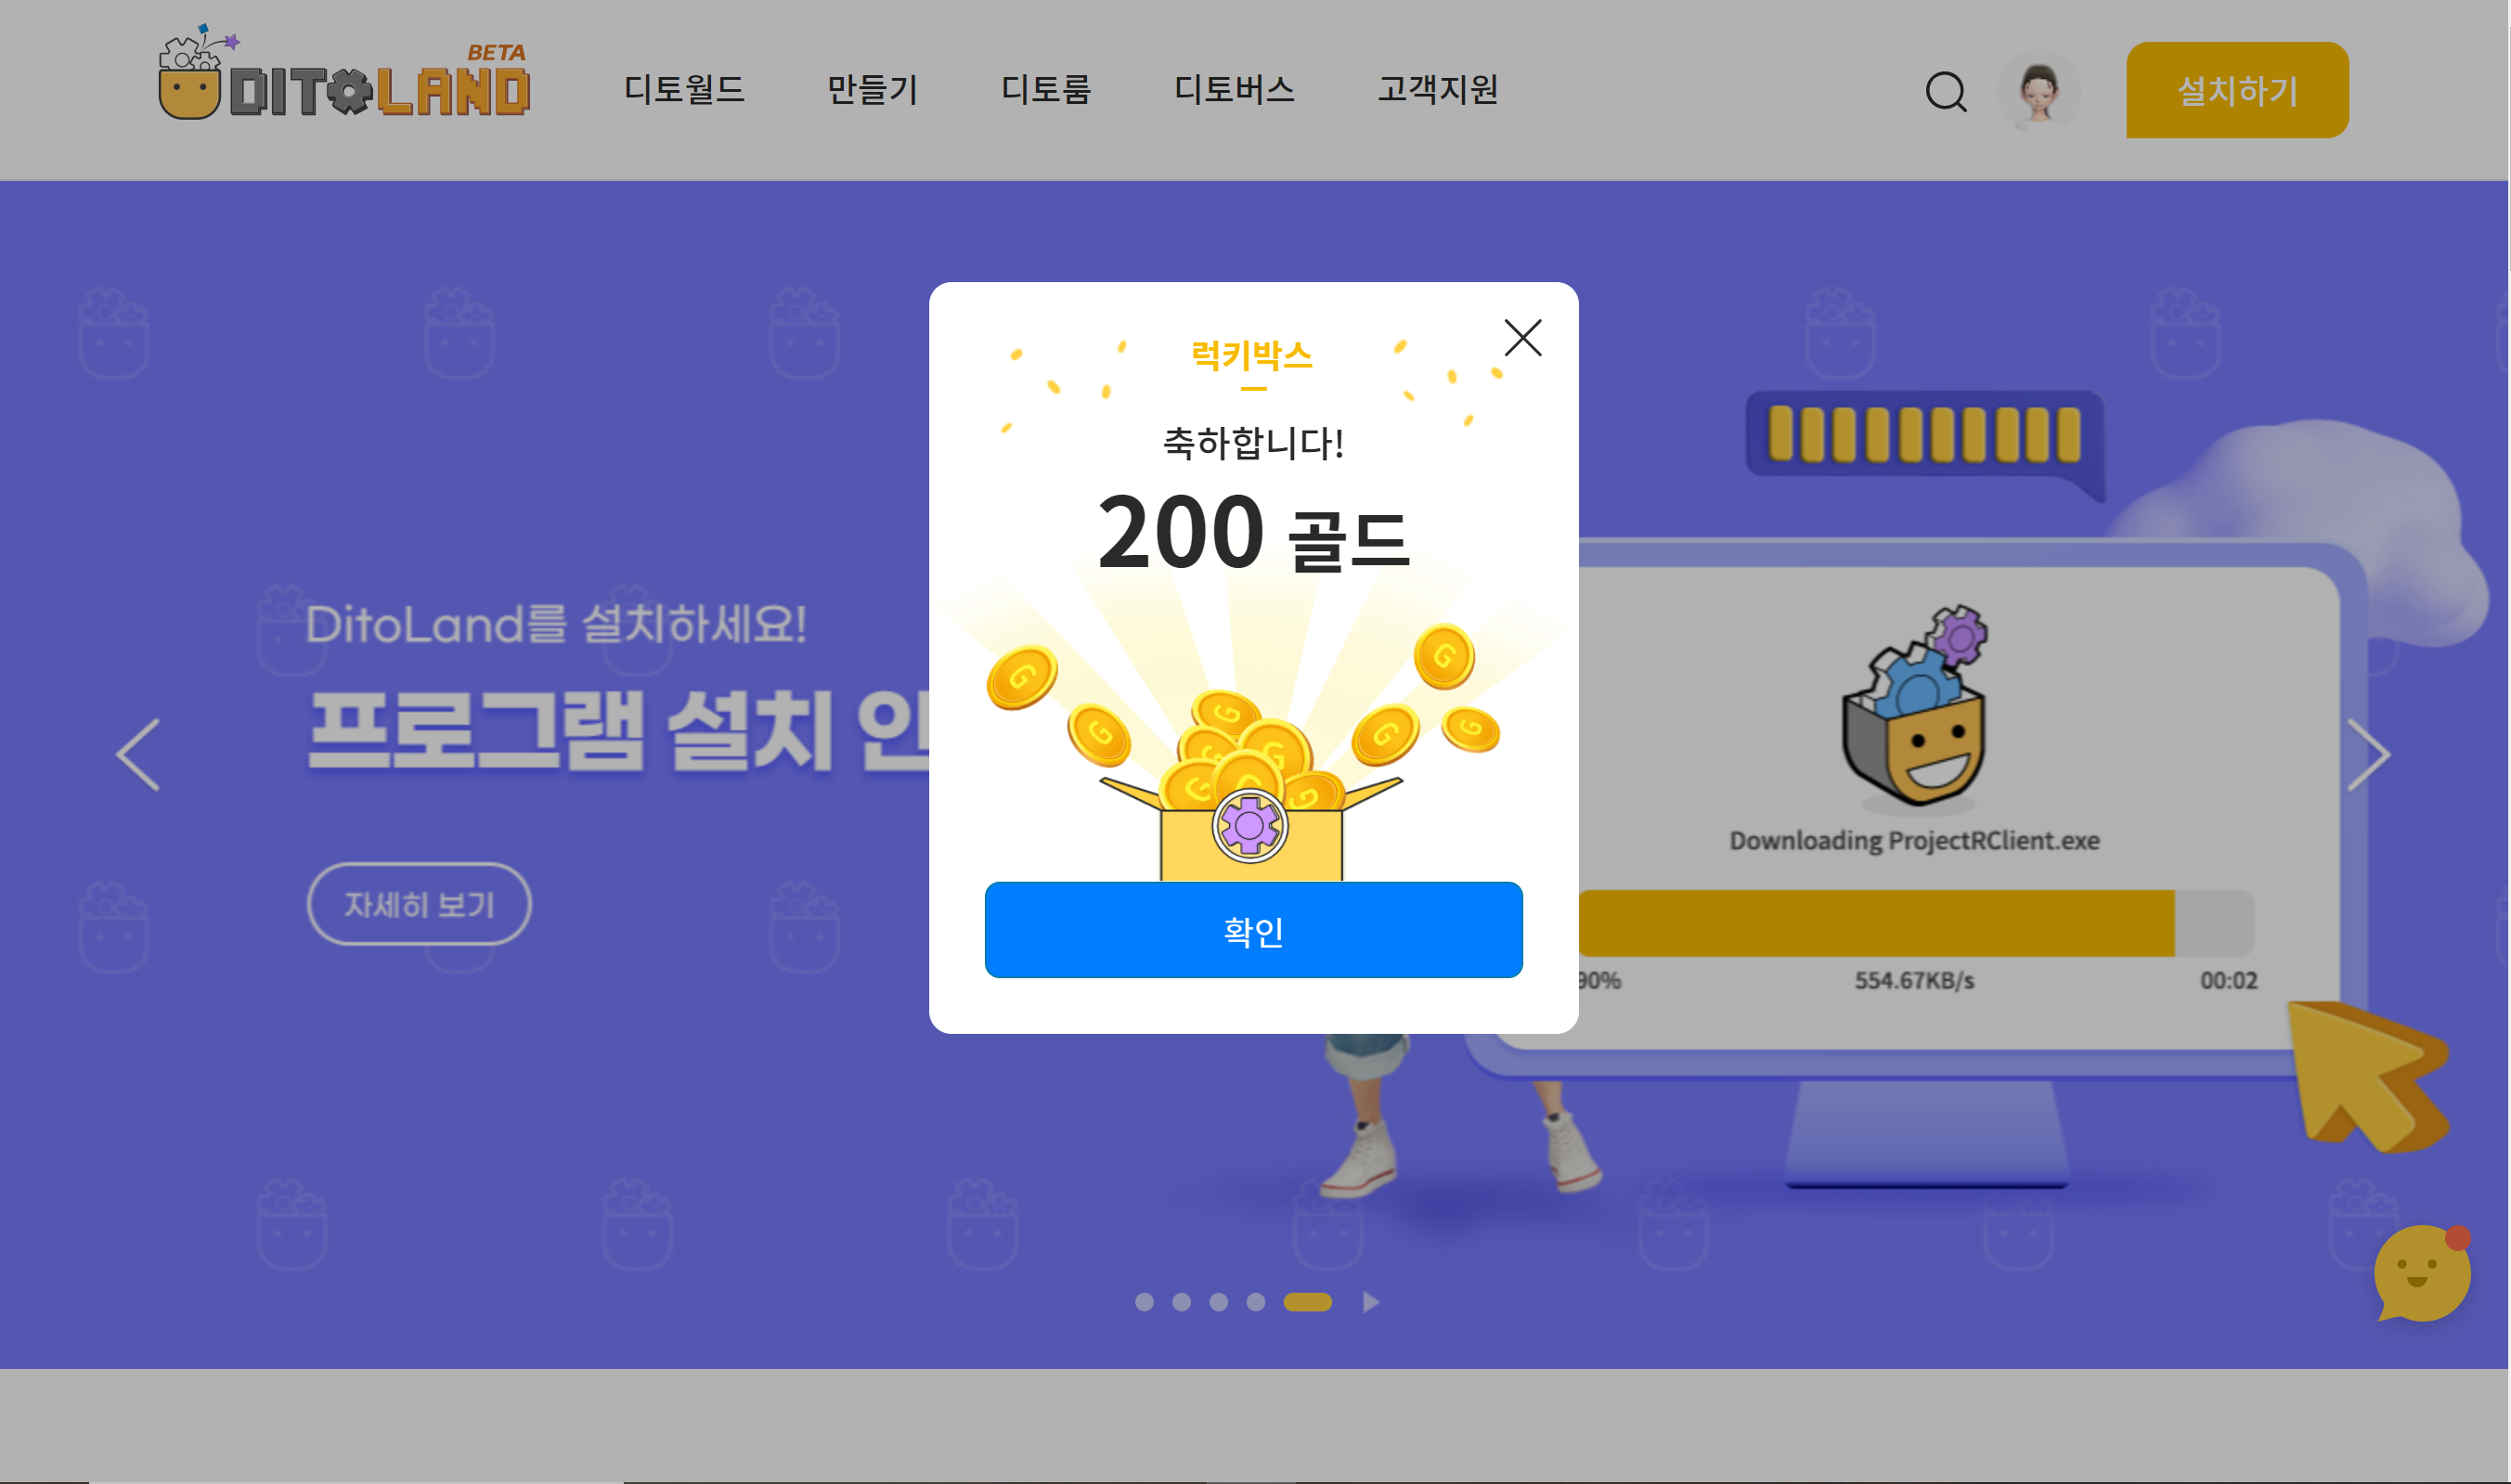 BETA
DITOLAND
디토월드 만들기 디토룸 디토버스 고객지원
설치하기
럭키박스
축하합니다!
200 골드
확인
DitoLand를 설치하세요!
프로그램 설치
자세히 보기
Downloading ProjectRClient.exe
90% 554.67KB/s 00:02